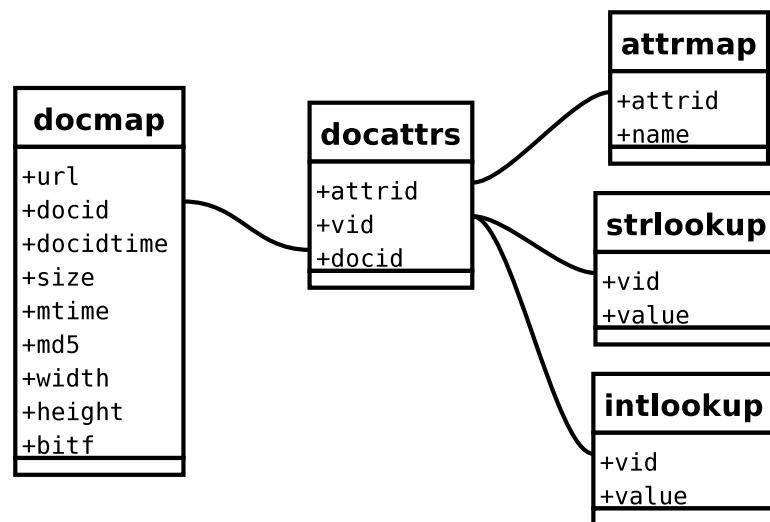 docmap
+url
+docid
+docidtime
+size
+mtime
+md5
+width
+height
+bitf
docattrs
+attrid
+vid
+docid
attrmap
+attrid
+name
strlookup
+vid
+value
intlookup
+vid
+value